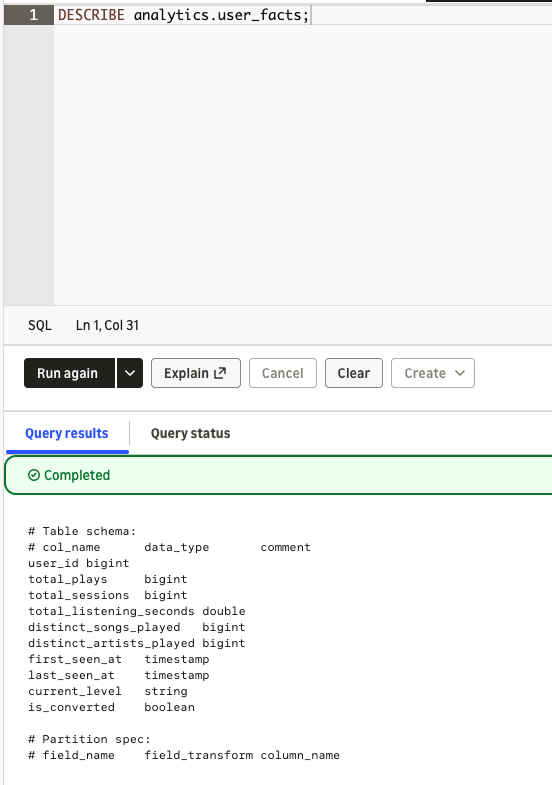 1 DESCRIBE analytics.user_facts;
SQL Ln 1, Col 31
Run again Explain Cancel Clear Create
Query results Query status
Completed
# Table schema:
# col_name data_type comment
user_id bigint
total_plays bigint
total_sessions bigint
total_listening_seconds double
distinct_songs_played bigint
distinct_artists_played bigint
first_seen_at timestamp
last_seen_at timestamp
current_level string
is_converted boolean
# Partition spec:
# field_name field_transform column_name